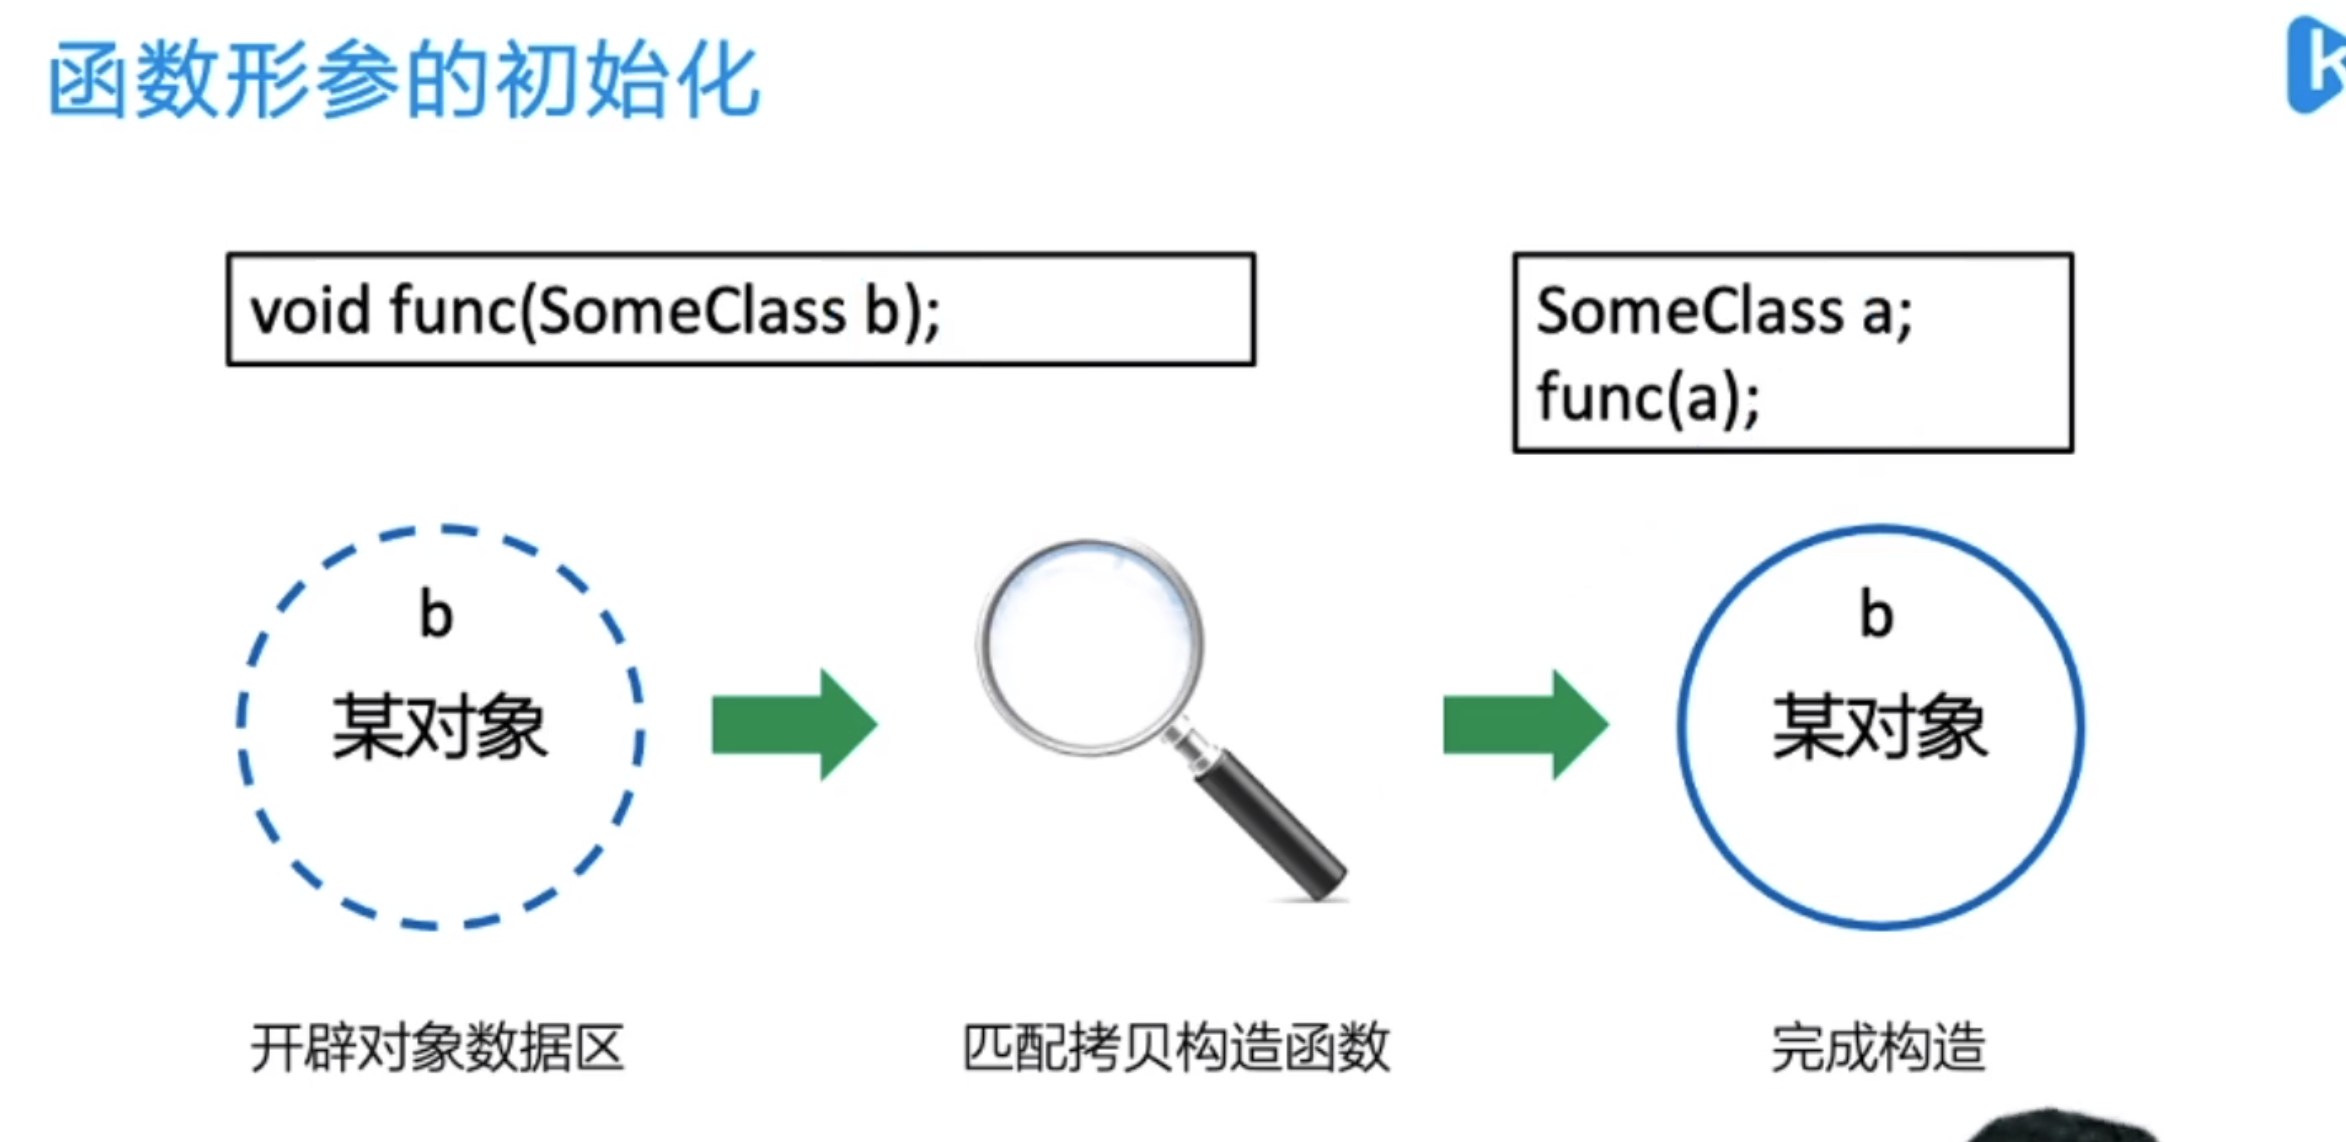 函数形参的初始化
void func(SomeClass b);
SomeClass a;
func(a);
b
某对象
b
某对象
开辟对象数据区
匹配拷贝构造函数
完成构造